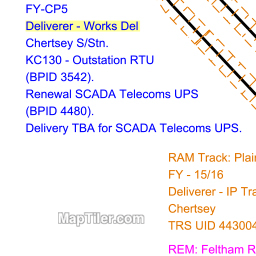 FY-CP5
Deliverer - Works Del
Chertsey S/Stn.
KC130 - Outstation RTU
(BPID 3542).
Renewal SCADA Telecoms UPS
(BPID 4480).
Delivery TBA for SCADA Telecoms UPS.
RAM Track: Plain
FY - 15/16
Deliverer - IP Tra
Chertsey
TRS UID 443004
MapTiler.com
REM: Feltham R